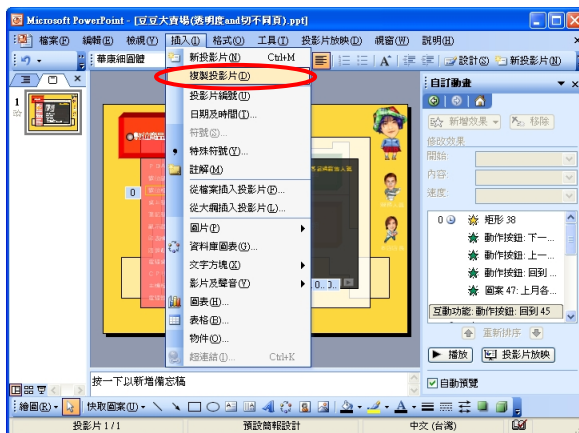 Microsoft PowerPoint - [豆豆大賣場(透明度and切不同頁).ppt]
檔案(F) 編輯(E) 檢視(V) 插入(I) 格式(O) 工具(T) 投影片放映(D) 視窗(W) 說明(H)
華康細圓體
設計(S) 新投影片(N)
新投影片(N) Ctrl+M
複製投影片(D)
投影片編號(U)
日期及時間(T)...
符號(S)...
特殊符號(Y)...
註解(M)
從檔案插入投影片(F)...
從大綱插入投影片(L)...
圖片(P)
資料庫圖表(G)...
文字方塊(X)
影片及聲音(V)
圖表(H)...
表格(B)...
物件(O)...
超連結(I)... Ctrl+K
1
數位商品
0
自訂動畫
新增效果 移除
修改效果
開始:
內容:
速度:
0 矩形 38
動作按鈕: 下一...
動作按鈕: 上一...
動作按鈕: 回到...
圖案 47: 上月各...
互動功能: 動作按鈕: 回到 45
重新排序
播放 投影片放映
自動預覽
按一下以新增備忘稿
繪圖(R) 快取圖案(U)
投影片 1 / 1 預設簡報設計 中文 (台灣)